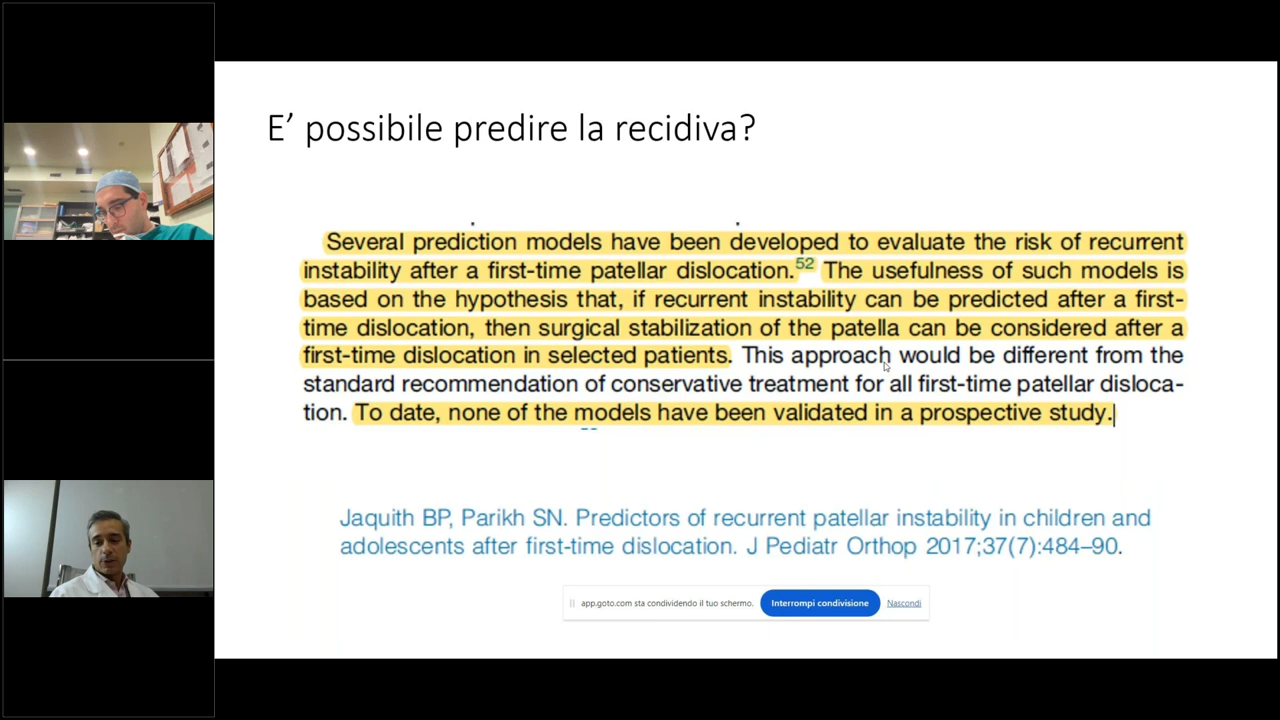 E' possibile predire la recidiva?
Several prediction models have been developed to evaluate the risk of recurrent
instability after a first-time patellar dislocation.52 The usefulness of such models is
based on the hypothesis that, if recurrent instability can be predicted after a first-
time dislocation, then surgical stabilization of the patella can be considered after a
first-time dislocation in selected patients. This approach would be different from the
standard recommendation of conservative treatment for all first-time patellar disloca-
tion. To date, none of the models have been validated in a prospective study.
Jaquith BP, Parikh SN. Predictors of recurrent patellar instability in children and
adolescents after first-time dislocation. J Pediatr Orthop 2017;37(7):484–90.
app.goto.com sta condividendo il tuo schermo. Interrompi condivisione Nascondi